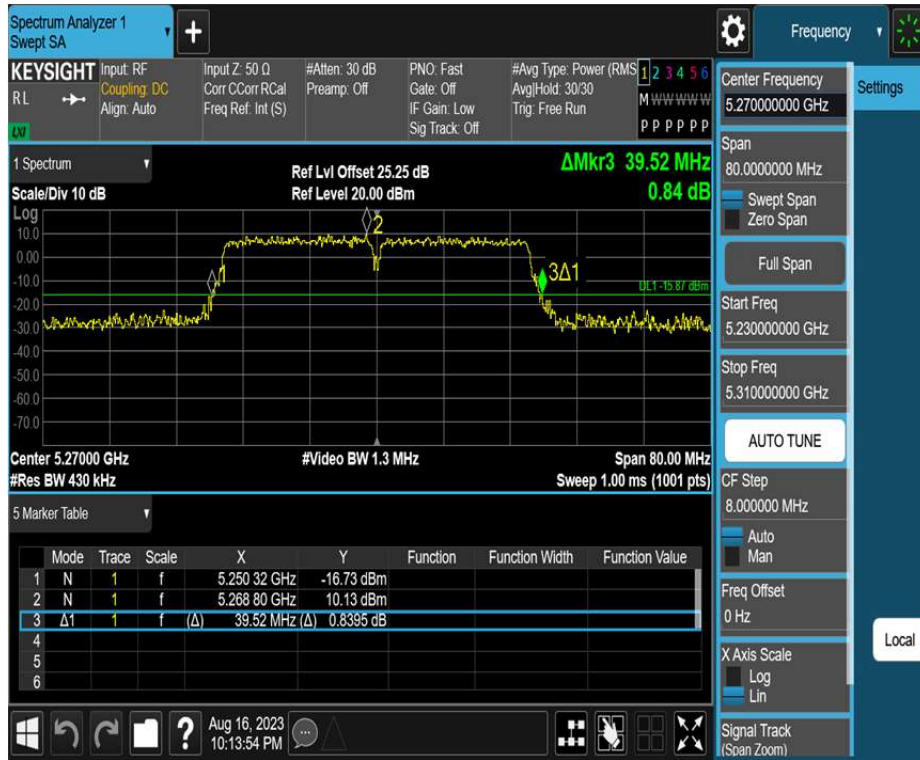 Spectrum Analyzer 1
Swept SA
+
Frequency
KEYSIGHT
RL
LXI
Input: RF
Coupling: DC
Align: Auto
Input Z: 50 Ω
Corr CCorr RCal
Freq Ref: Int (S)
#Atten: 30 dB
Preamp: Off
PNO: Fast
Gate: Off
IF Gain: Low
Sig Track: Off
#Avg Type: Power (RMS
Avg|Hold: 30/30
Trig: Free Run
1 2 3 4 5 6
M W W W W W
P P P P P P
1 Spectrum
Scale/Div 10 dB
Ref Lvl Offset 25.25 dB
Ref Level 20.00 dBm
ΔMkr3 39.52 MHz
0.84 dB
Log
10.0
0.00
-10.0
-20.0
-30.0
-40.0
-50.0
-60.0
-70.0
1
2
3Δ1
DL1 -15.87 dBm
Center 5.27000 GHz
#Video BW 1.3 MHz
Span 80.00 MHz
#Res BW 430 kHz
Sweep 1.00 ms (1001 pts)
5 Marker Table
Mode Trace Scale X Y Function Function Width Function Value
1 N 1 f 5.250 32 GHz -16.73 dBm
2 N 1 f 5.268 80 GHz 10.13 dBm
3 Δ1 1 f (Δ) 39.52 MHz (Δ) 0.8395 dB
4
5
6
?
Aug 16, 2023
10:13:54 PM
Center Frequency
5.27000000 GHz
Span
80.0000000 MHz
Swept Span
Zero Span
Full Span
Start Freq
5.230000000 GHz
Stop Freq
5.310000000 GHz
AUTO TUNE
CF Step
8.000000 MHz
Auto
Man
Freq Offset
0 Hz
X Axis Scale
Log
Lin
Signal Track
(Span Zoom)
Settings
Local